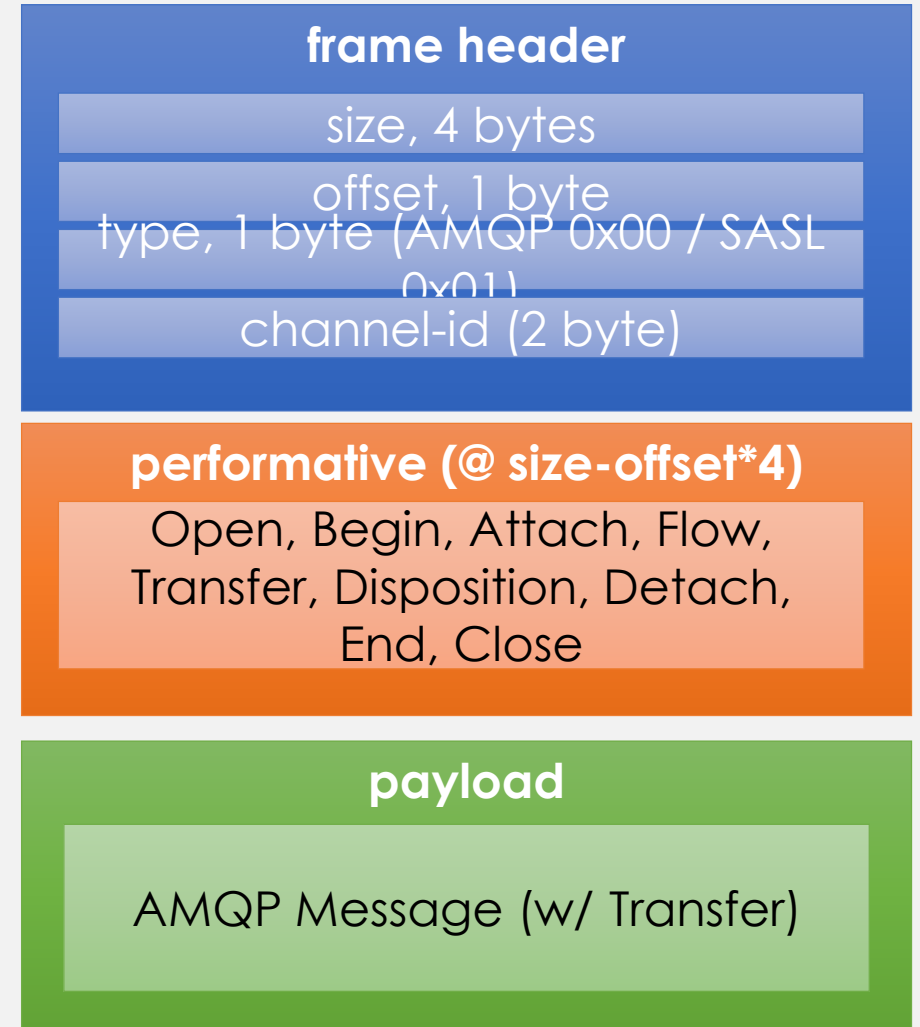 frame header
size, 4 bytes
offset, 1 byte
type, 1 byte (AMQP 0x00 / SASL
0x01)
channel-id (2 byte)
performative (@ size-offset*4)
Open, Begin, Attach, Flow,
Transfer, Disposition, Detach,
End, Close
payload
AMQP Message (w/ Transfer)